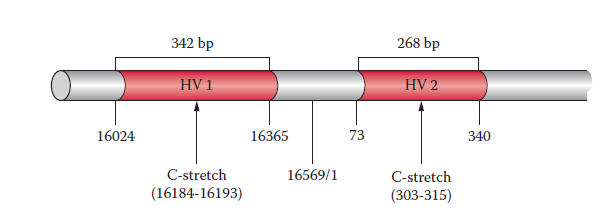 342 bp
268 bp
HV 1
HV 2
16024
16365
73
340
C-stretch
(16184-16193)
16569/1
C-stretch
(303-315)